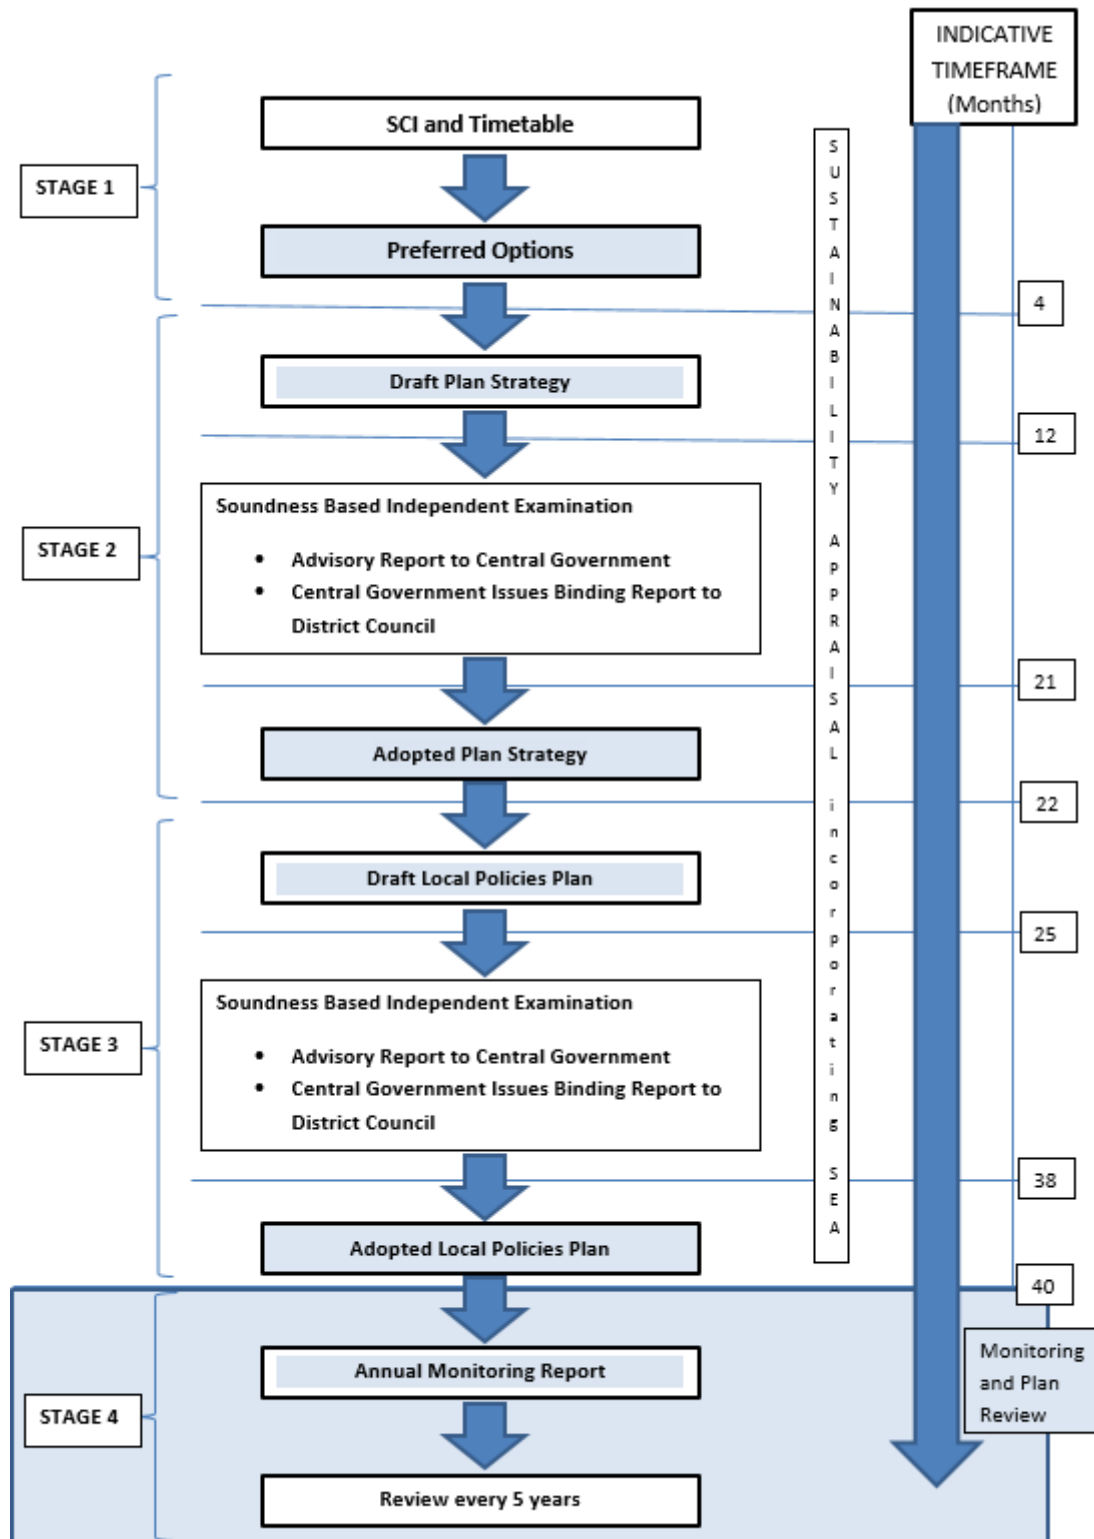 INDICATIVE
TIMEFRAME
(Months)
SCI and Timetable
STAGE 1
Preferred Options
4
Draft Plan Strategy
12
Soundness Based Independent Examination
• Advisory Report to Central Government
• Central Government Issues Binding Report to
District Council
STAGE 2
21
Adopted Plan Strategy
22
Draft Local Policies Plan
25
Soundness Based Independent Examination
• Advisory Report to Central Government
• Central Government Issues Binding Report to
District Council
STAGE 3
38
Adopted Local Policies Plan
40
SUSTAINABILITY APPRAISAL incorporating SEA
Monitoring
and Plan
Review
Annual Monitoring Report
STAGE 4
Review every 5 years